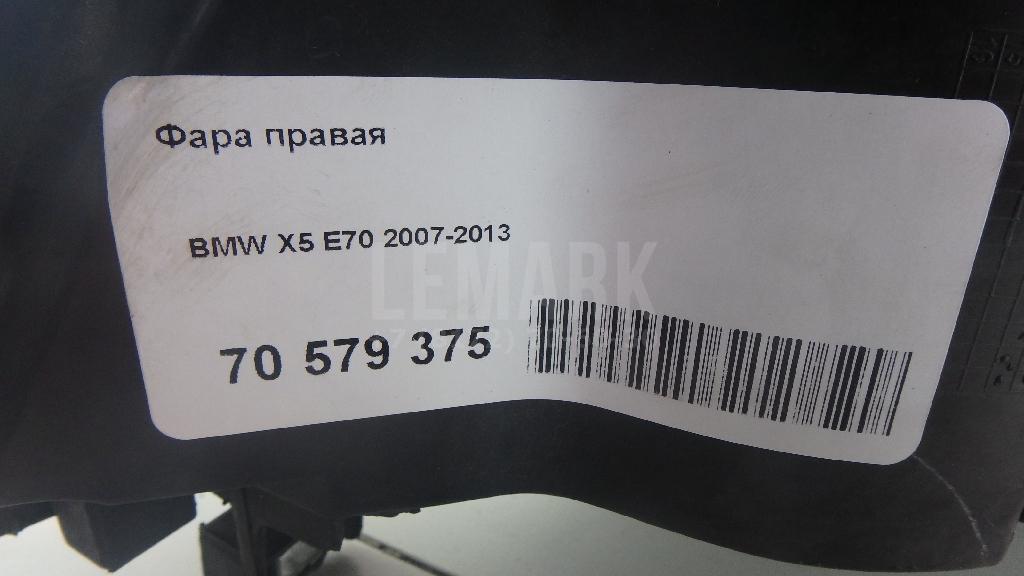 Фара правая
BMW X5 E70 2007-2013
LEMARK
70 579 375